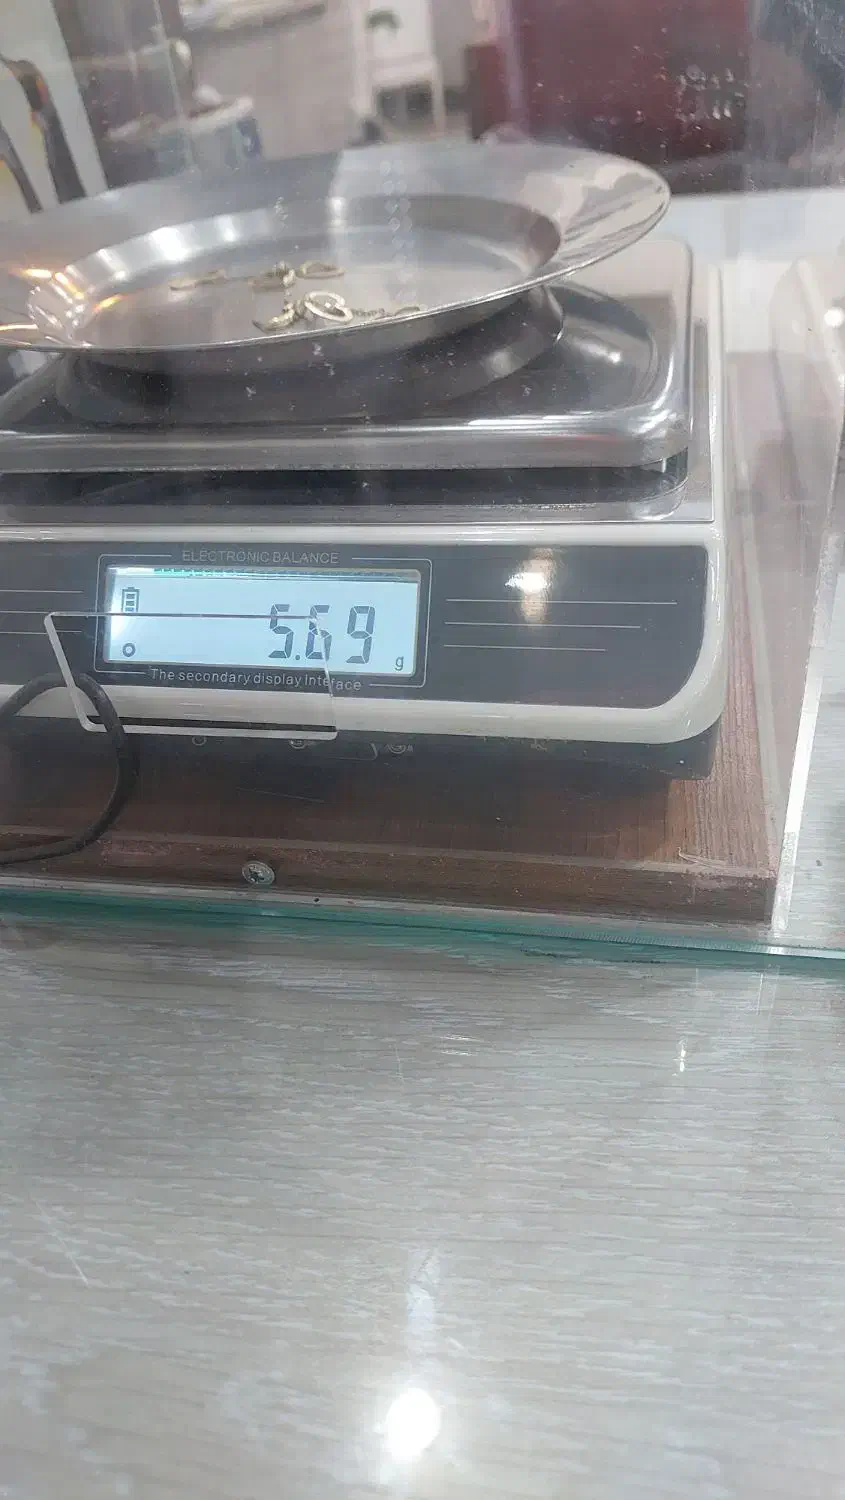 ELECTRONIC BALANCE
5.69 g
The secondary display Interface